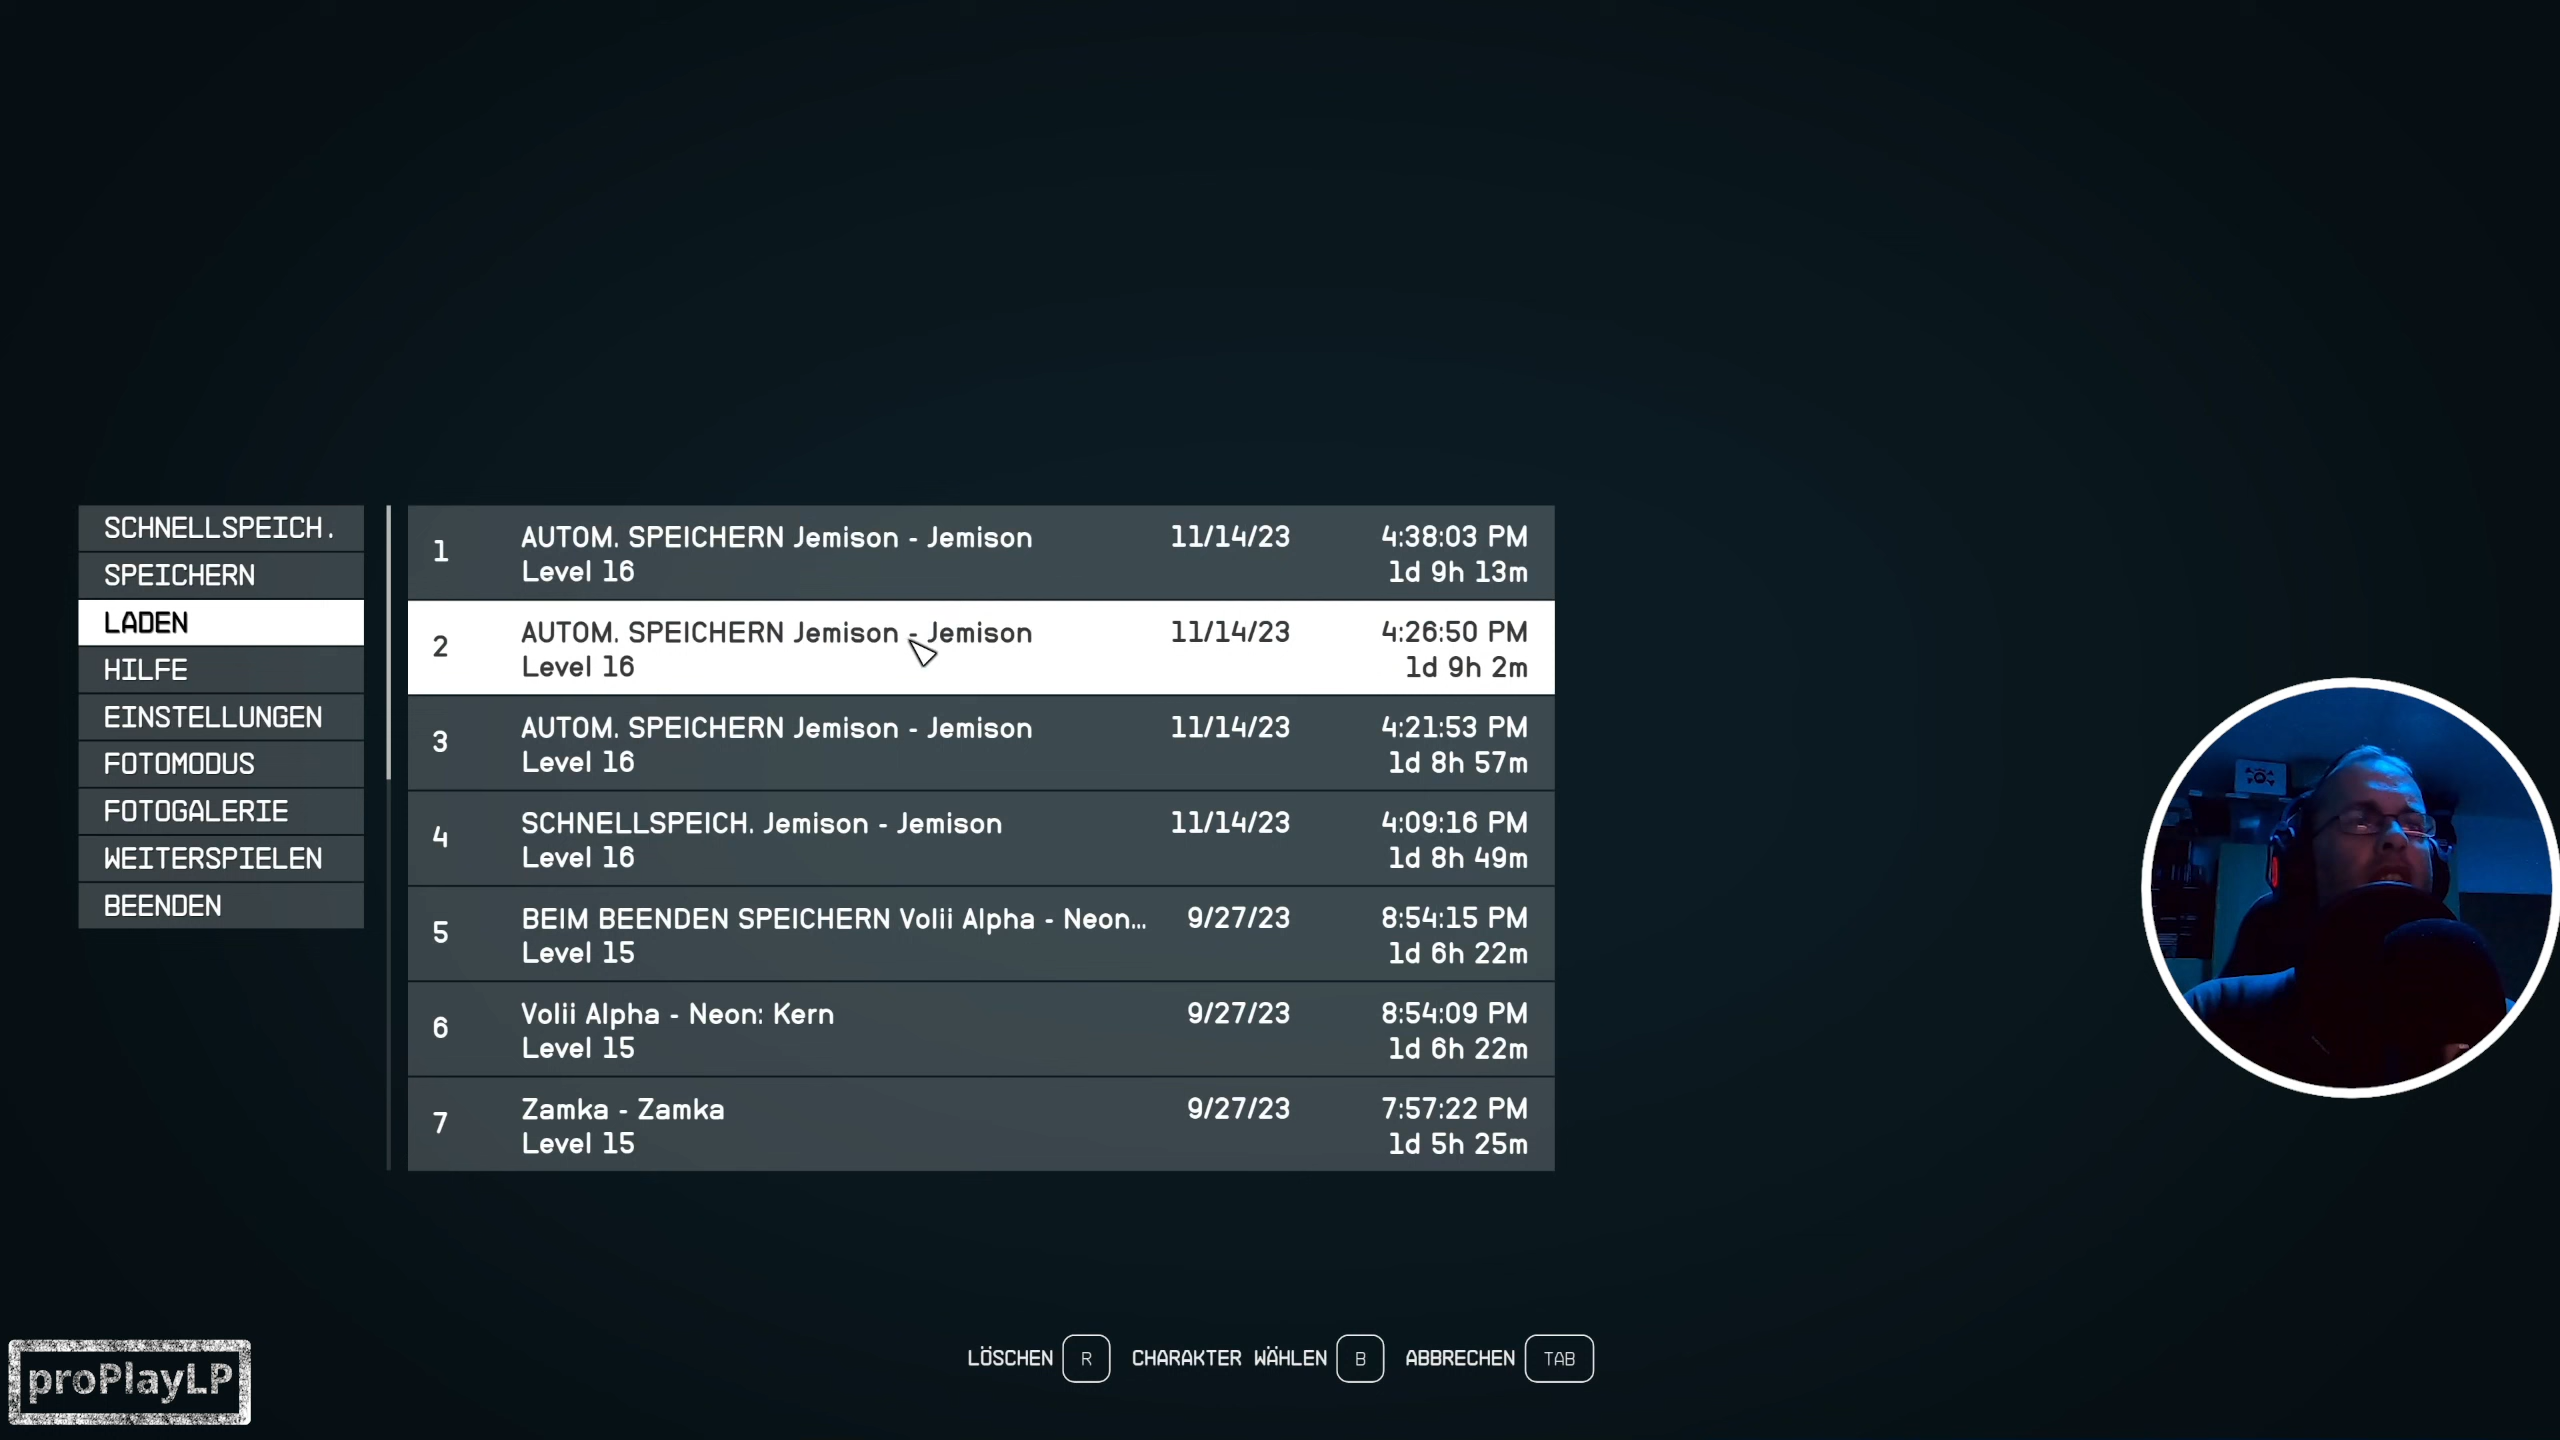 SCHNELLSPEICH.
SPEICHERN
LADEN
HILFE
EINSTELLUNGEN
FOTOMODUS
FOTOGALERIE
WEITERSPIELEN
BEENDEN
1 AUTOM. SPEICHERN Jemison - Jemison 11/14/23 4:38:03 PM
Level 16 1d 9h 13m
2 AUTOM. SPEICHERN Jemison - Jemison 11/14/23 4:26:50 PM
Level 16 1d 9h 2m
3 AUTOM. SPEICHERN Jemison - Jemison 11/14/23 4:21:53 PM
Level 16 1d 8h 57m
4 SCHNELLSPEICH. Jemison - Jemison 11/14/23 4:09:16 PM
Level 16 1d 8h 49m
5 BEIM BEENDEN SPEICHERN Volii Alpha - Neon... 9/27/23 8:54:15 PM
Level 15 1d 6h 22m
6 Volii Alpha - Neon: Kern 9/27/23 8:54:09 PM
Level 15 1d 6h 22m
7 Zamka - Zamka 9/27/23 7:57:22 PM
Level 15 1d 5h 25m
LÖSCHEN R CHARAKTER WÄHLEN B ABBRECHEN TAB
proPlayLP